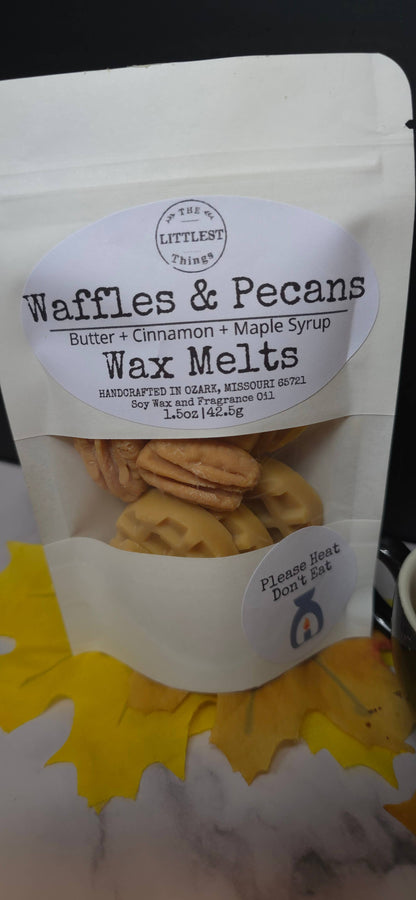 THE
LITTLEST
Things
Waffles & Pecans
Butter + Cinnamon + Maple Syrup
Wax Melts
HANDCRAFTED IN OZARK, MISSOURI 65721
Soy Wax and Fragrance Oil
1.5oz|42.5g
Please Heat
Don't Eat